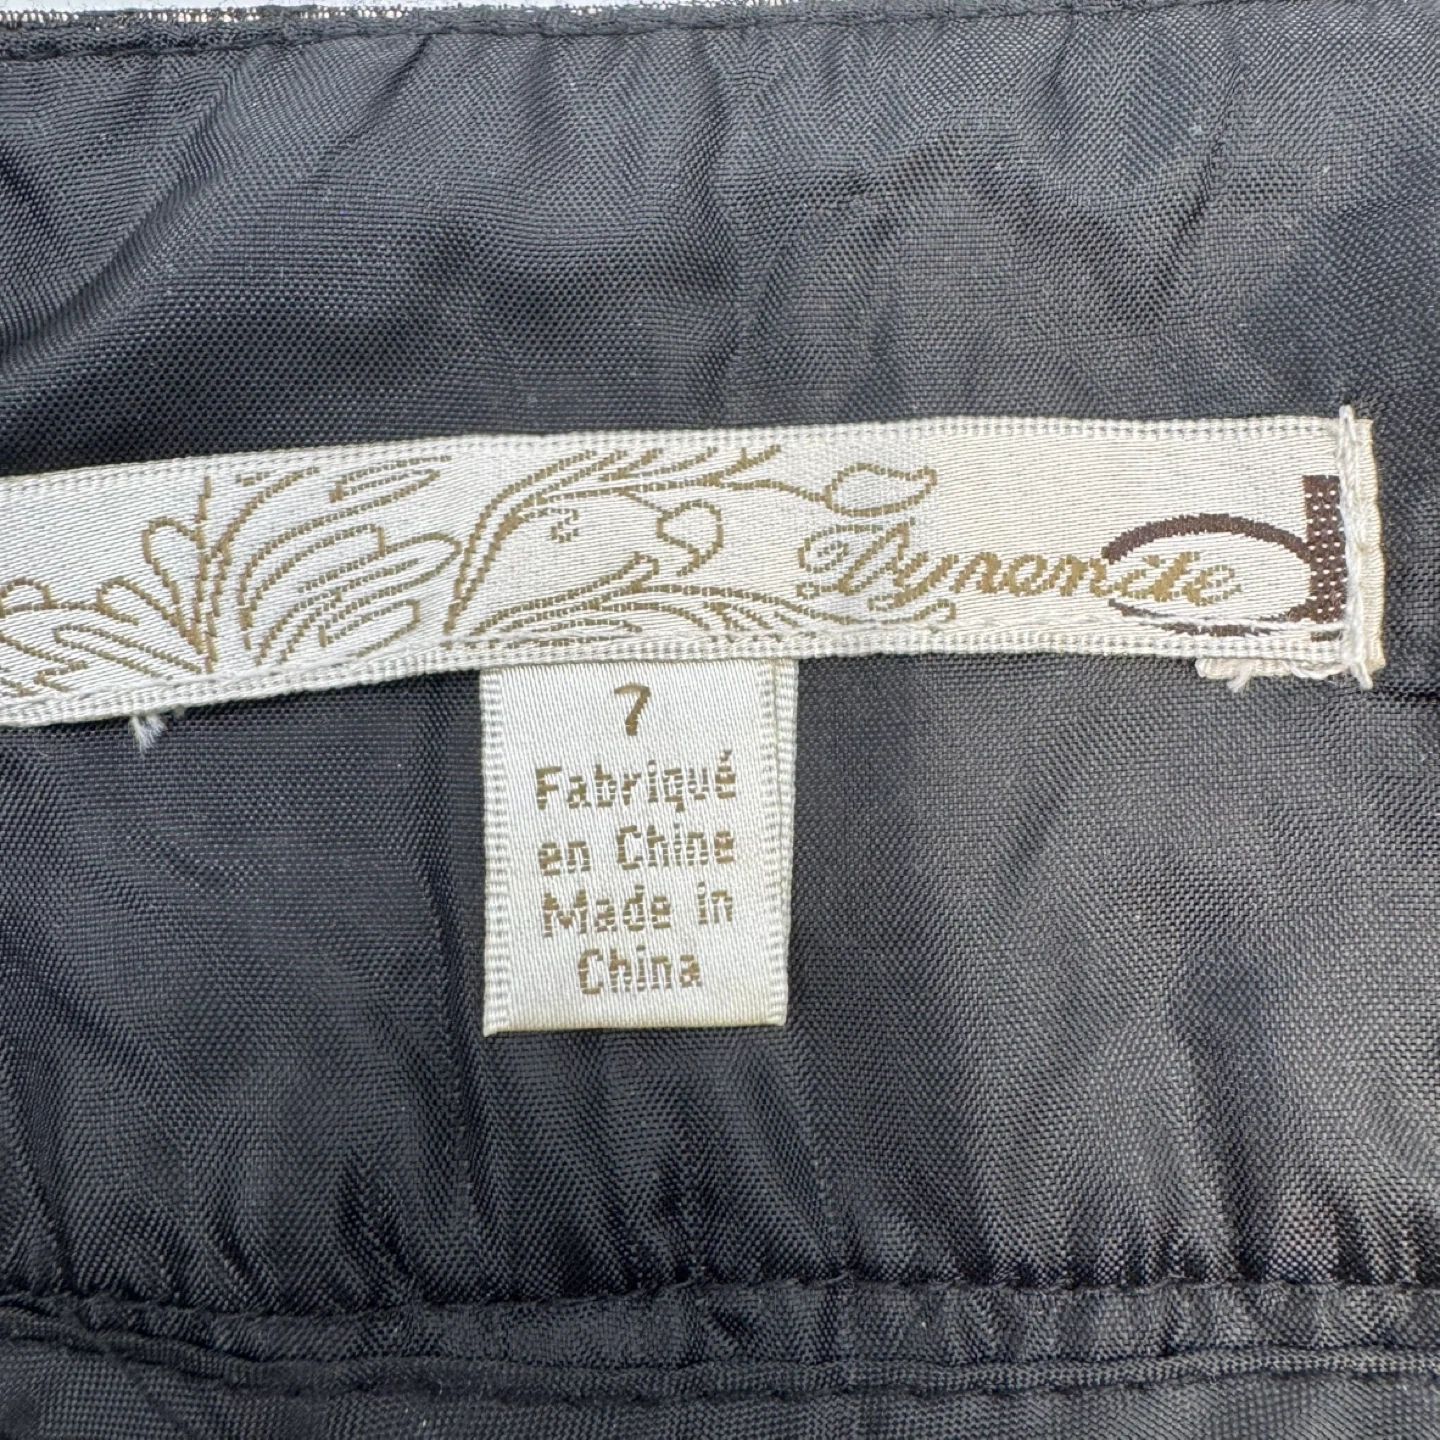 Dynamite
7
Fabriqué
en Chine
Made in
China